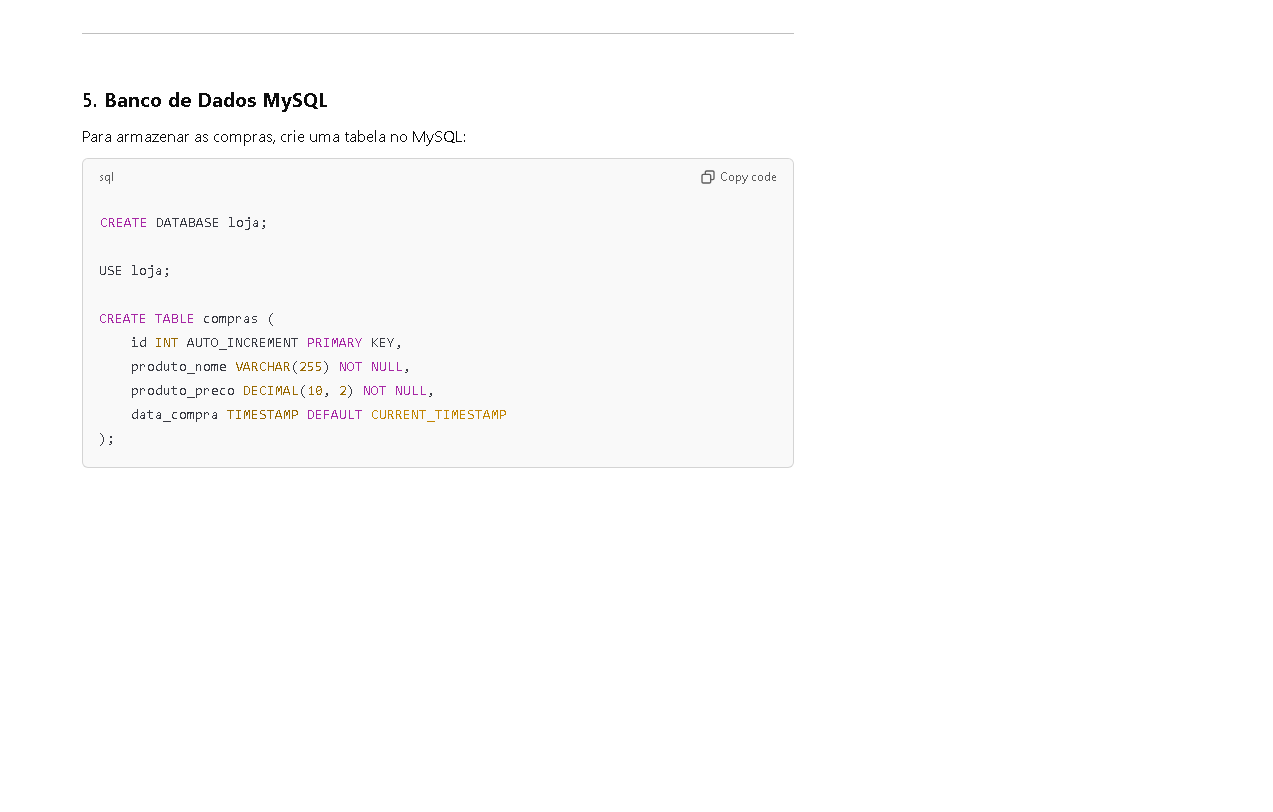 5. Banco de Dados MySQL
Para armazenar as compras, crie uma tabela no MySQL:
sql
Copy code
CREATE DATABASE loja;
USE loja;
CREATE TABLE compras (
    id INT AUTO_INCREMENT PRIMARY KEY,
    produto_nome VARCHAR(255) NOT NULL,
    produto_preco DECIMAL(10, 2) NOT NULL,
    data_compra TIMESTAMP DEFAULT CURRENT_TIMESTAMP
);